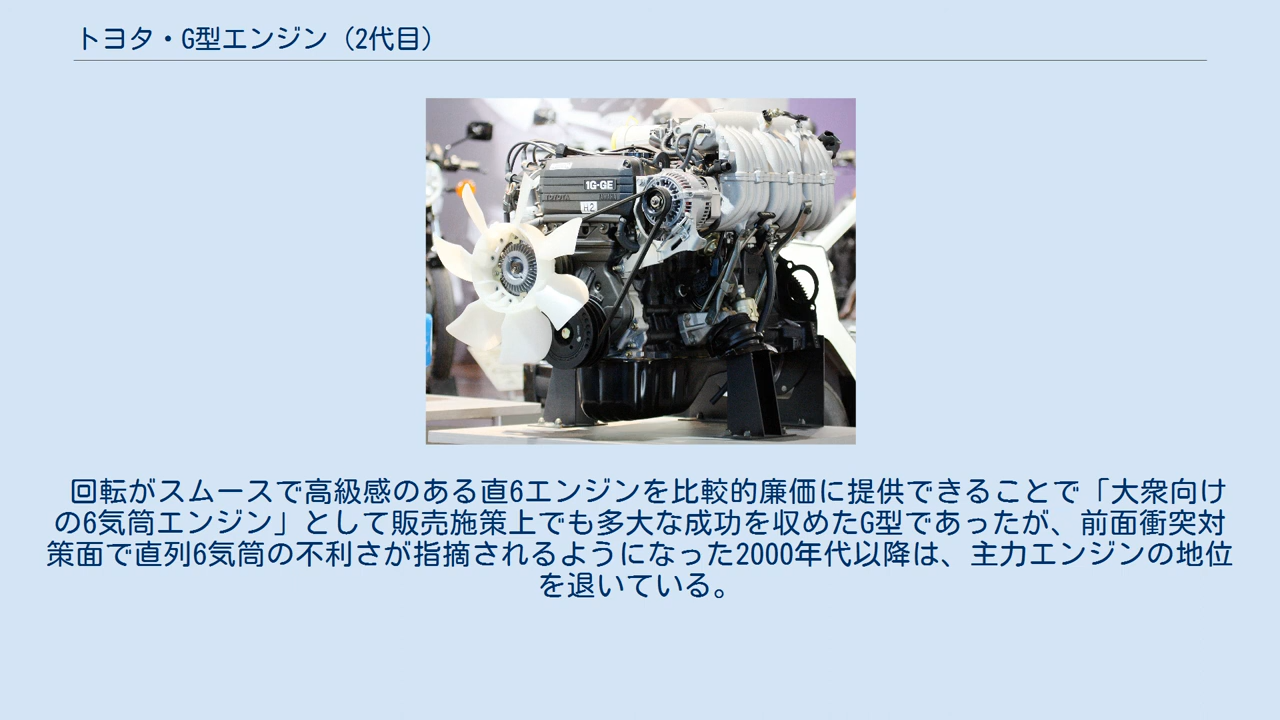 トヨタ・G型エンジン（2代目）
1G-GE
H.2
回転がスムースで高級感のある直6エンジンを比較的廉価に提供できることで「大衆向け
の6気筒エンジン」として販売施策上でも多大な成功を収めたG型であったが、前面衝突対
策面で直列6気筒の不利さが指摘されるようになった2000年代以降は、主力エンジンの地位
を退いている。